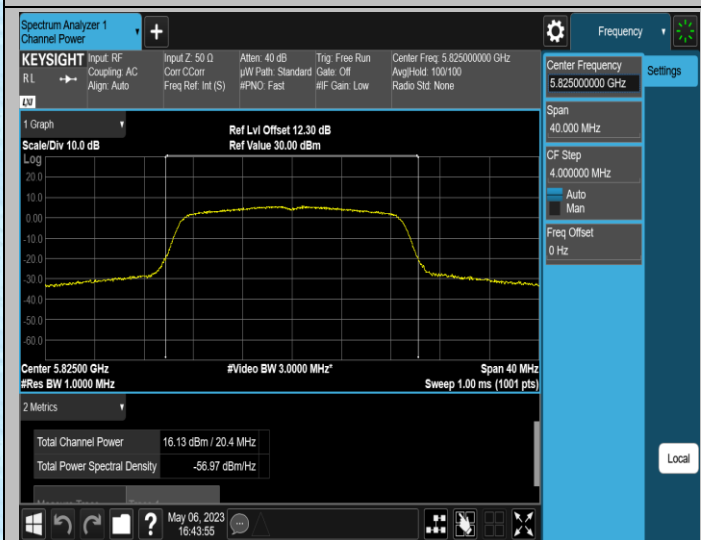 Spectrum Analyzer 1
Channel Power
Frequency
KEYSIGHT
RL
LXI
Input: RF
Coupling: AC
Align: Auto
Input Z: 50 Ω
Corr CCorr
Freq Ref: Int (S)
Atten: 40 dB
µW Path: Standard
#PNO: Fast
Trig: Free Run
Gate: Off
#IF Gain: Low
Center Freq: 5.825000000 GHz
Avg|Hold: 100/100
Radio Std: None
Center Frequency
5.825000000 GHz
Settings
Span
40.000 MHz
CF Step
4.000000 MHz
Auto
Man
Freq Offset
0 Hz
1 Graph
Scale/Div 10.0 dB
Ref Lvl Offset 12.30 dB
Ref Value 30.00 dBm
Log
20.0
10.0
0.00
-10.0
-20.0
-30.0
-40.0
-50.0
-60.0
Center 5.82500 GHz
#Video BW 3.0000 MHz*
Span 40 MHz
#Res BW 1.0000 MHz
Sweep 1.00 ms (1001 pts)
2 Metrics
Total Channel Power 16.13 dBm / 20.4 MHz
Total Power Spectral Density -56.97 dBm/Hz
Local
?
May 06, 2023
16:43:55